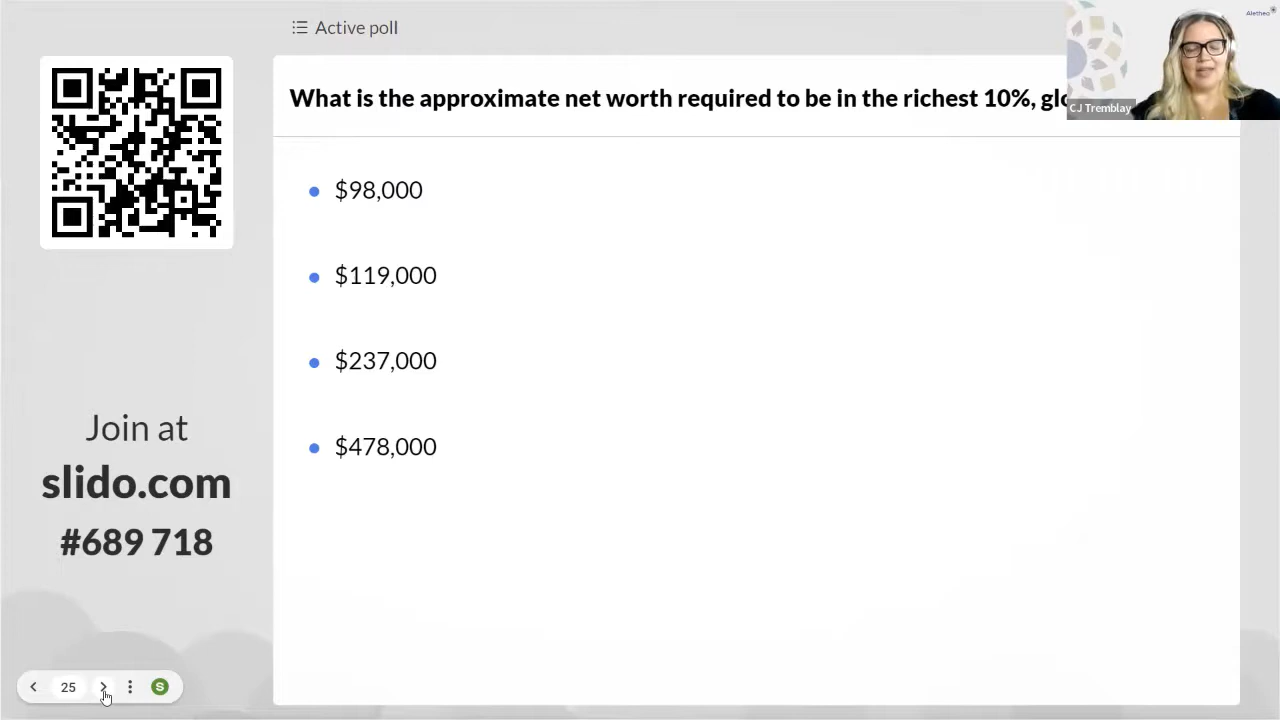 Active poll
Aletheo
What is the approximate net worth required to be in the richest 10%,
CJ Tremblay
$98,000
$119,000
$237,000
$478,000
Join at
slido.com
#689 718
25
S